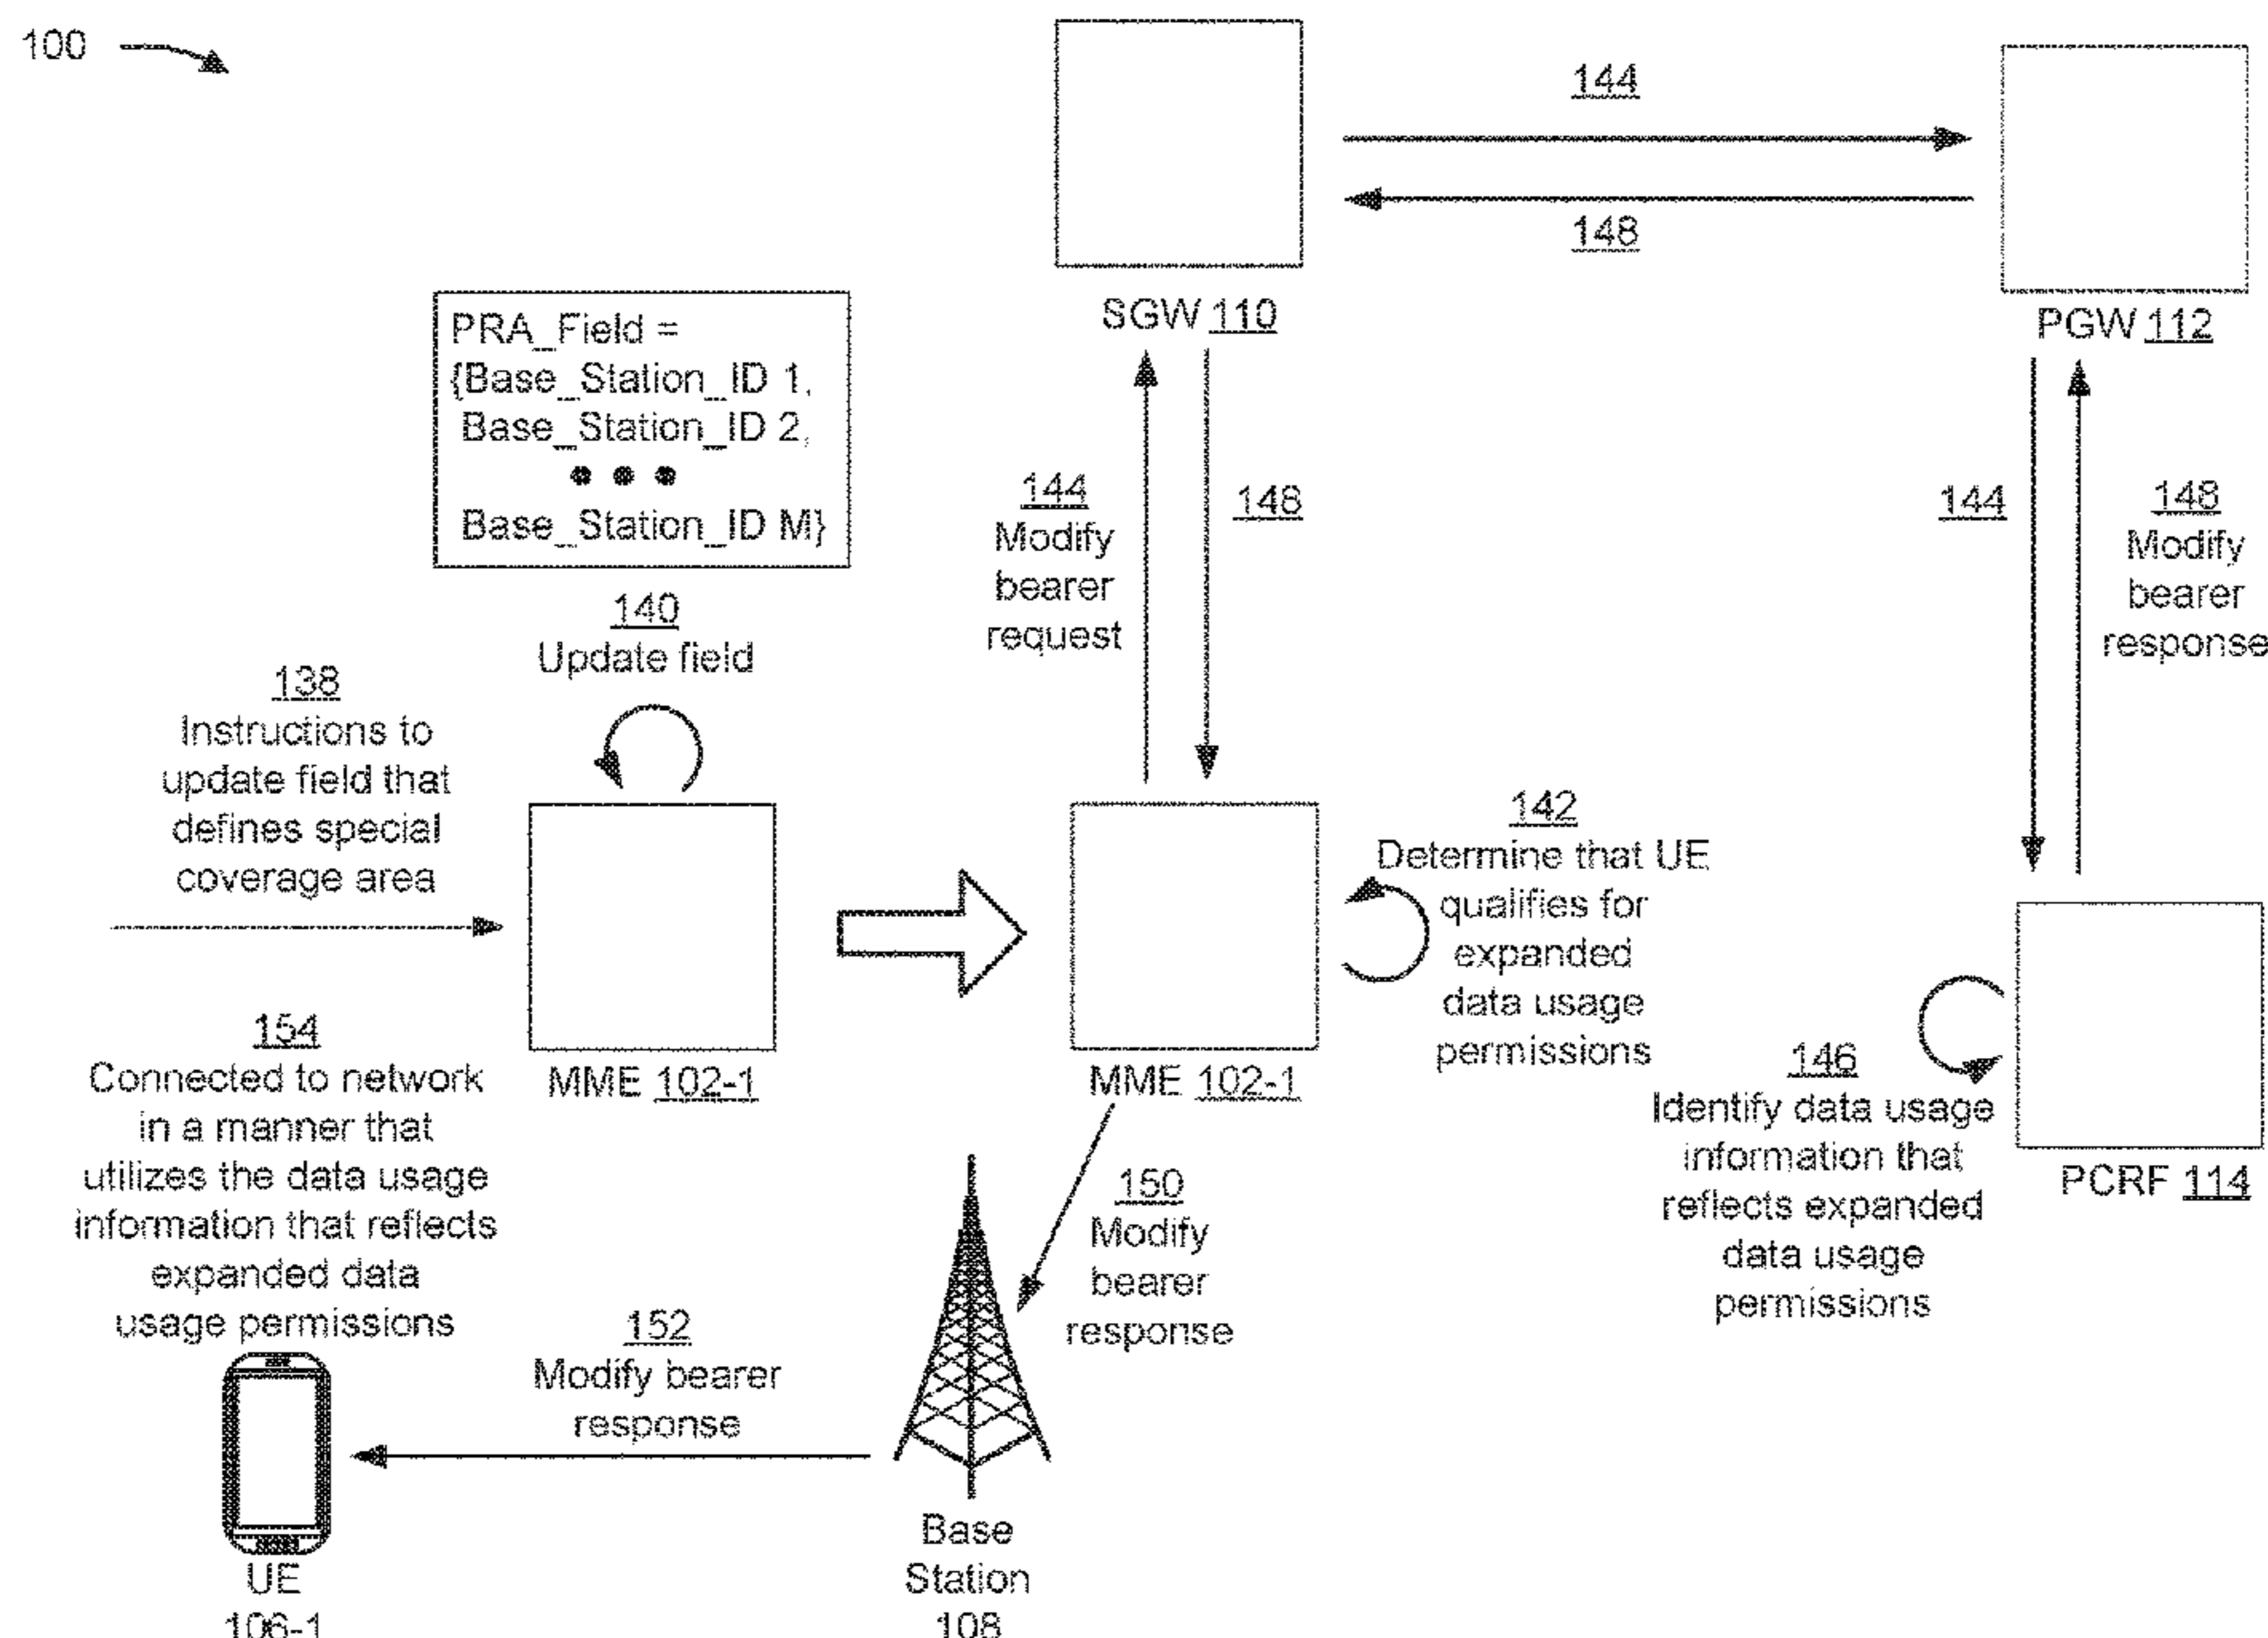 100
144
148
SGW 110
PGW 112
PRA_Field =
{Base_Station_ID 1,
Base_Station_ID 2,
● ● ●
Base_Station_ID M}
140
Update field
144
Modify
bearer
request
148
144
148
Modify
bearer
response
138
Instructions to
update field that
defines special
coverage area
MME 102-1
MME 102-1
142
Determine that UE
qualifies for
expanded
data usage
permissions
146
Identify data usage
information that
reflects expanded
data usage
permissions
PCRF 114
154
Connected to network
in a manner that
utilizes the data usage
information that reflects
expanded data
usage permissions
150
Modify
bearer
response
152
Modify bearer
response
UE
106-1
Base
Station
108